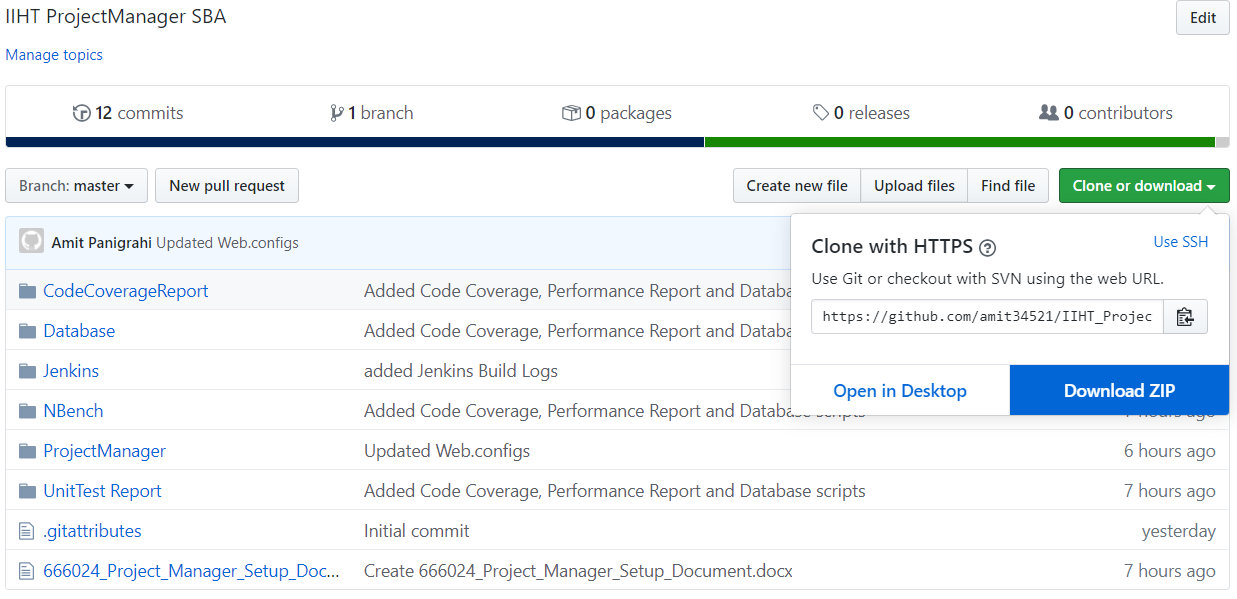 IIHT ProjectManager SBA
Edit
Manage topics
12 commits
1 branch
0 packages
0 releases
0 contributors
Branch: master
New pull request
Create new file
Upload files
Find file
Clone or download
Amit Panigrahi Updated Web.configs
Clone with HTTPS
Use SSH
Use Git or checkout with SVN using the web URL.
https://github.com/amit34521/IIHT_Projec
Open in Desktop
Download ZIP
CodeCoverageReport Added Code Coverage, Performance Report and Databa
Database Added Code Coverage, Performance Report and Databa
Jenkins added Jenkins Build Logs
NBench Added Code Coverage, Performance Report and Database scripts 7 hours ago
ProjectManager Updated Web.configs 6 hours ago
UnitTest Report Added Code Coverage, Performance Report and Database scripts 7 hours ago
.gitattributes Initial commit yesterday
666024_Project_Manager_Setup_Doc... Create 666024_Project_Manager_Setup_Document.docx 7 hours ago